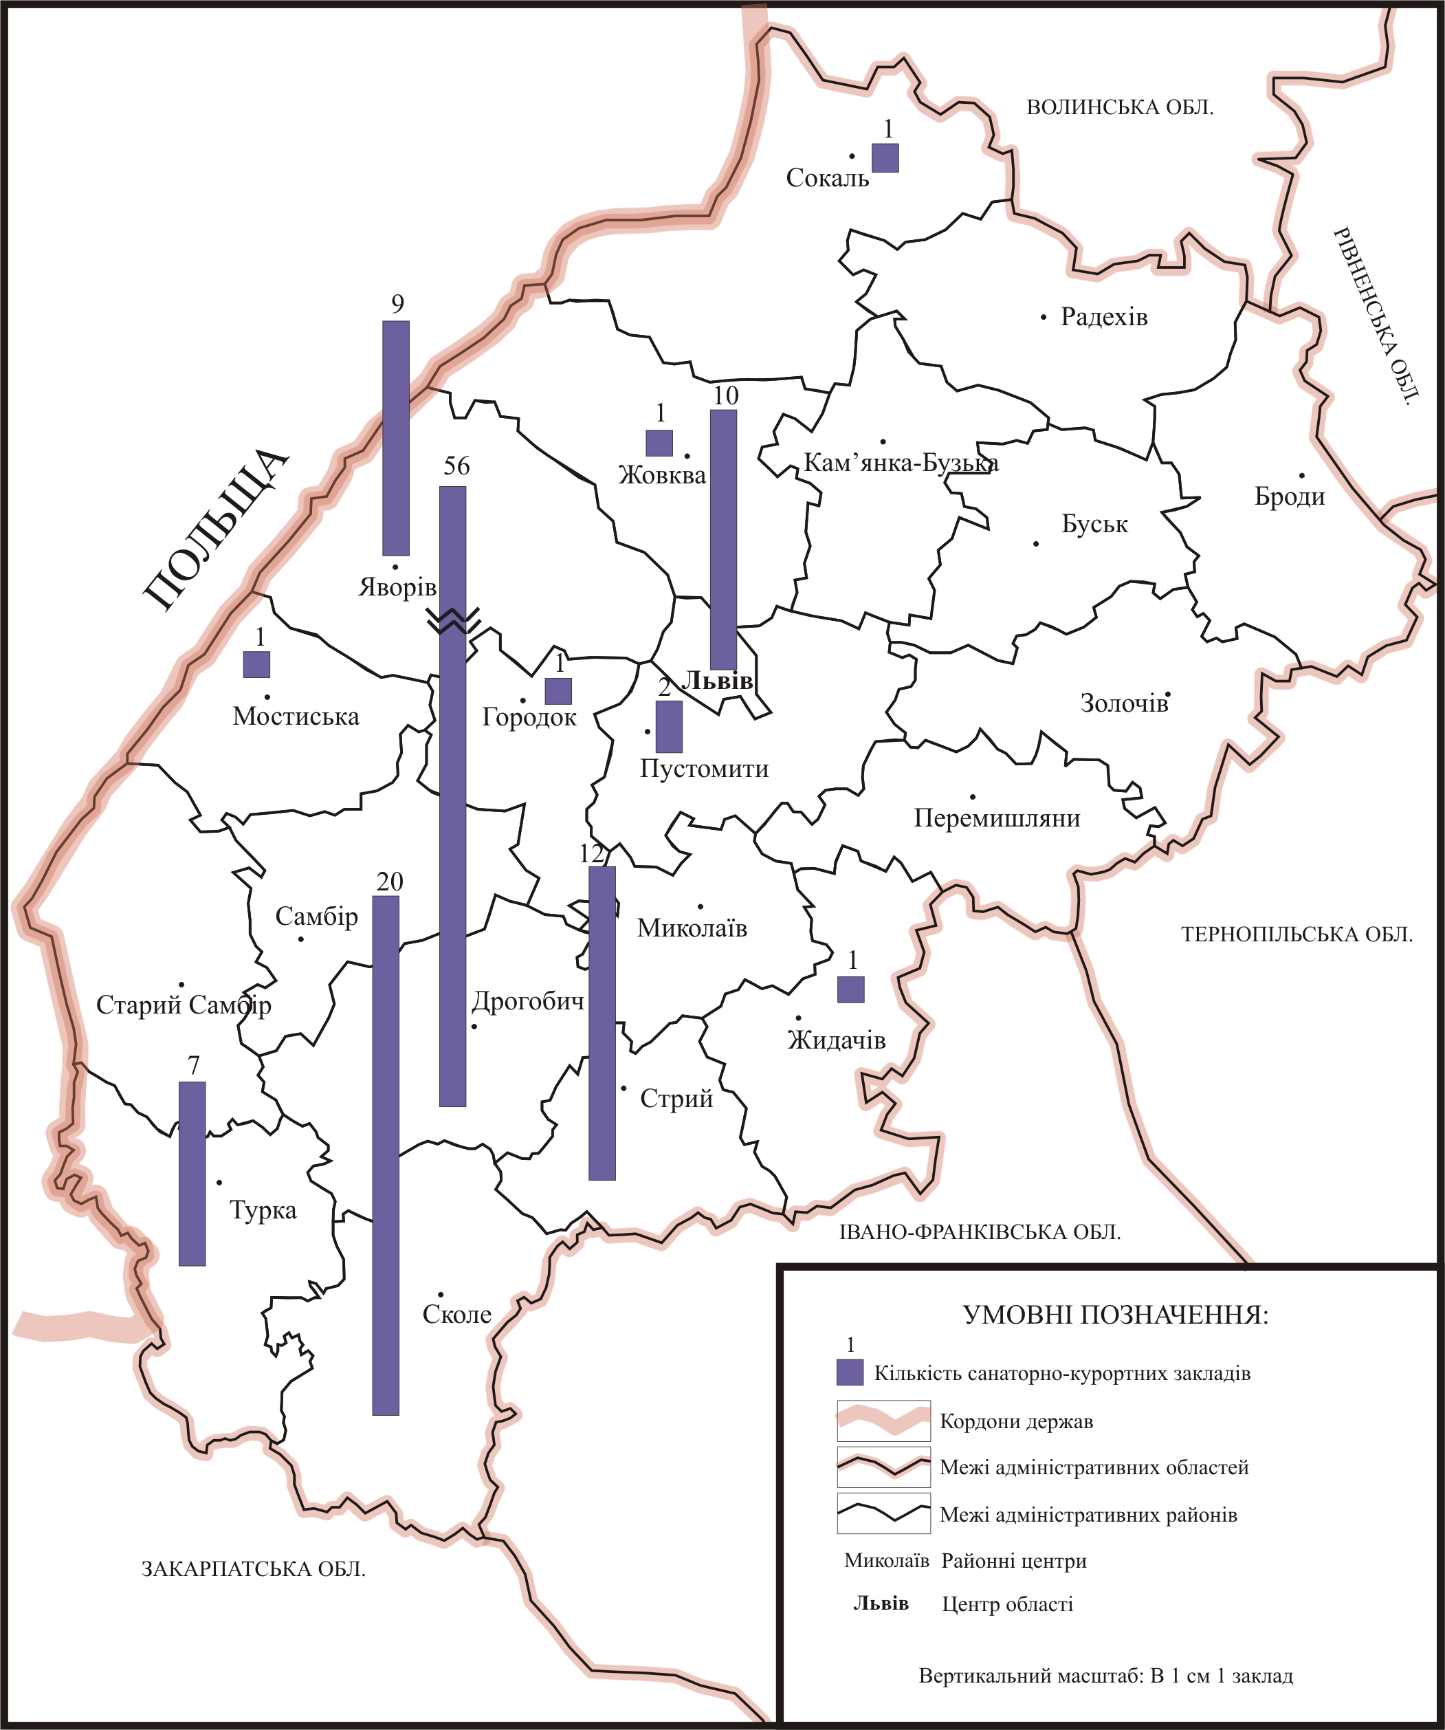 ВОЛИНСЬКА ОБЛ.
1
Сокаль
РІВНЕНСЬКА ОБЛ.
9
Радехів
10
1
Жовква
Кам’янка-Бузька
56
ПОЛЬЩА
Броди
Буськ
Яворів
1
Мостиська
1
Городок
2
Львів
Пустомити
Золочів
Перемишляни
12
20
Самбір
Миколаїв
ТЕРНОПІЛЬСЬКА ОБЛ.
1
Старий Самбір
Дрогобич
Жидачів
7
Стрий
Турка
ІВАНО-ФРАНКІВСЬКА ОБЛ.
Сколе
ЗАКАРПАТСЬКА ОБЛ.
УМОВНІ ПОЗНАЧЕННЯ:
1
Кількість санаторно-курортних закладів
Кордони держав
Межі адміністративних областей
Межі адміністративних районів
Миколаїв Районні центри
Львів Центр області
Вертикальний масштаб: В 1 см 1 заклад